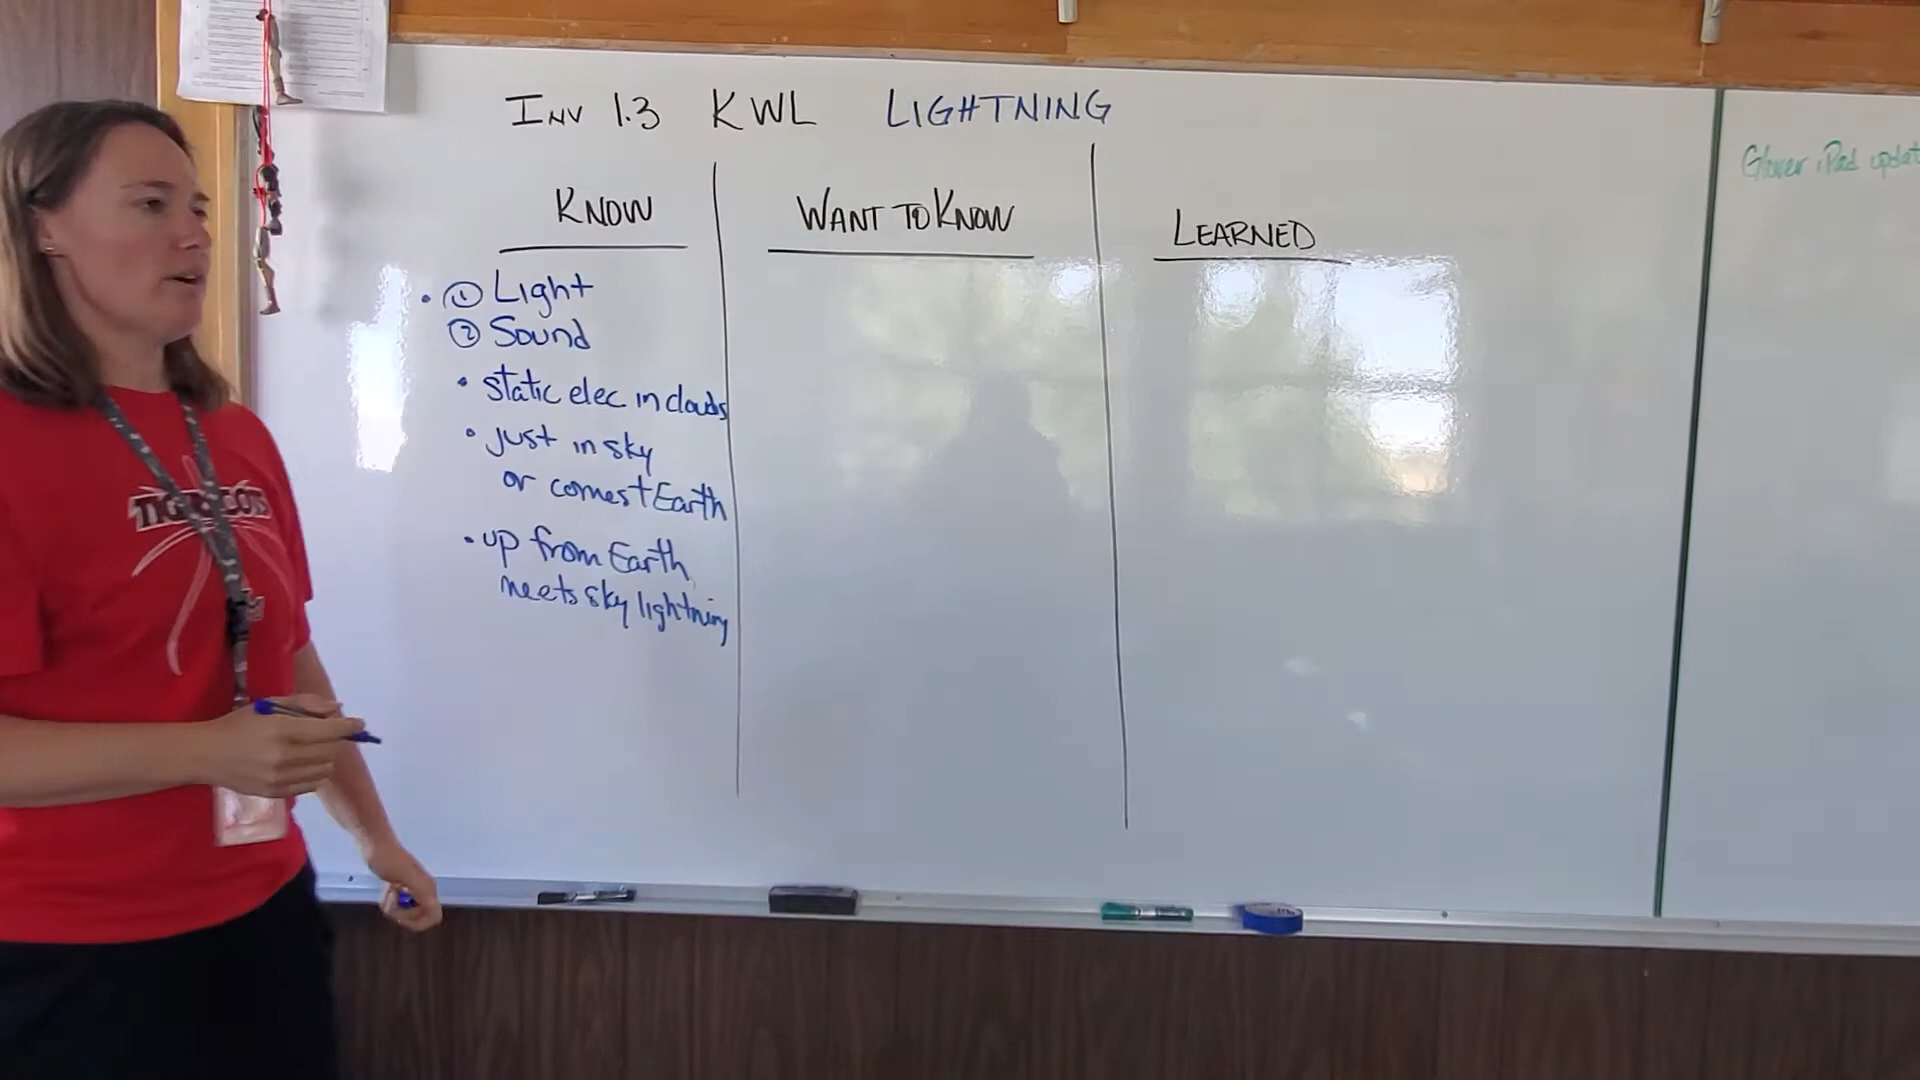 INV 1.3 KWL LIGHTNING
KNOW
WANT TO KNOW
LEARNED
• ① Light
② Sound
• static elec in clouds
• just in sky
or comes t Earth
• up from Earth
meets sky lightning
Glover iPad updat